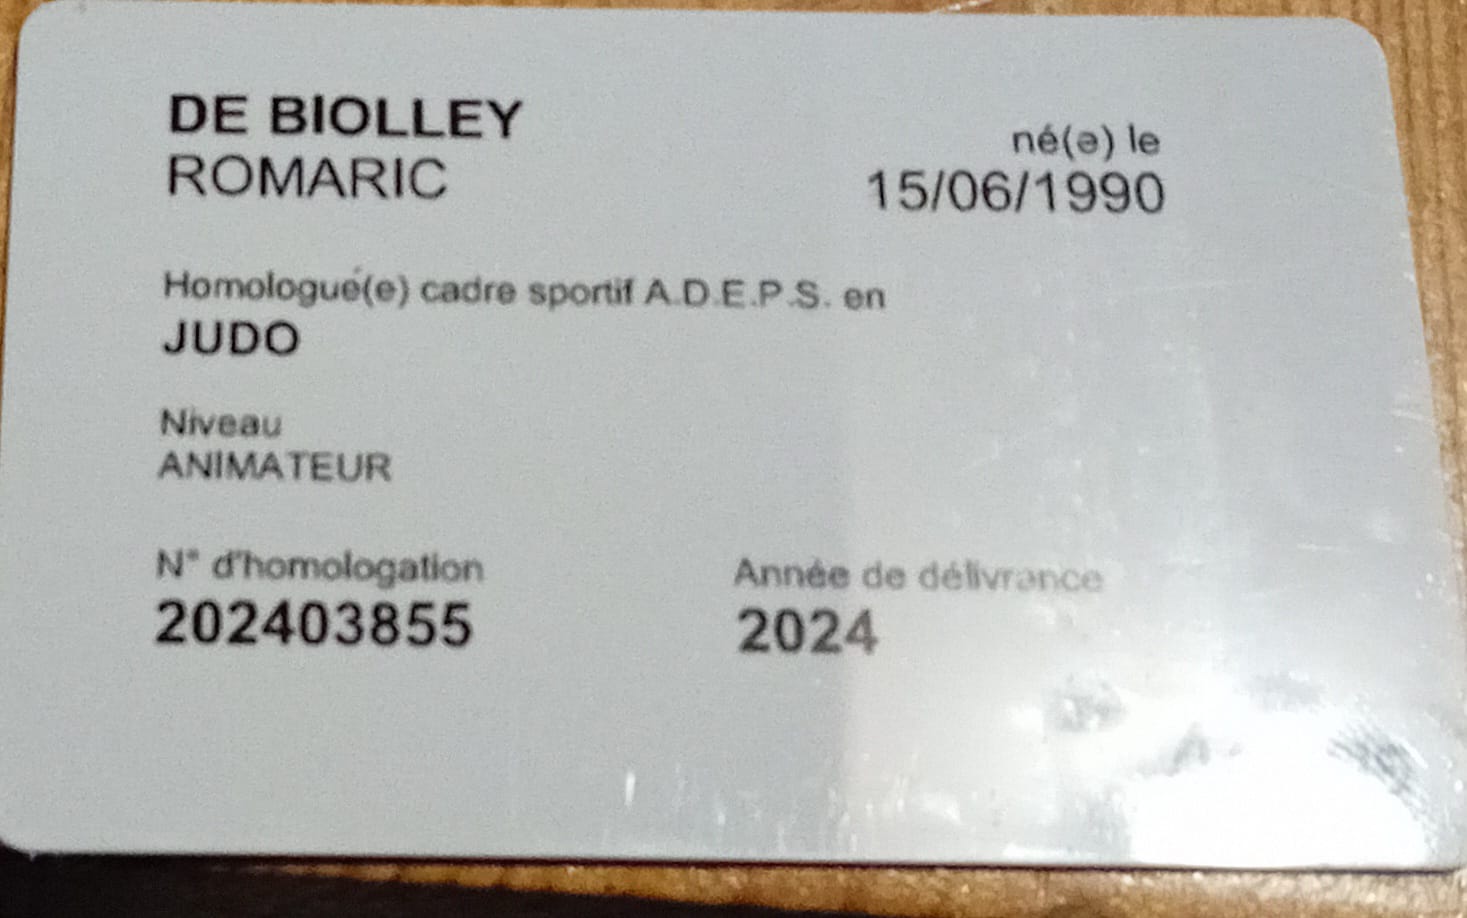 DE BIOLLEY
ROMARIC
né(e) le
15/06/1990
Homologué(e) cadre sportif A.D.E.P.S. en
JUDO
Niveau
ANIMATEUR
N° d'homologation
202403855
Année de délivrance
2024